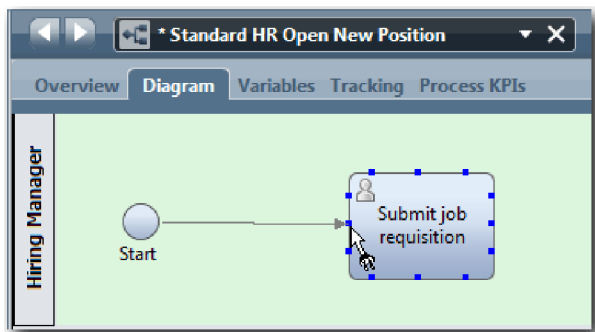 * Standard HR Open New Position
Overview Diagram Variables Tracking Process KPIs
Hiring Manager
Start
Submit job
requisition